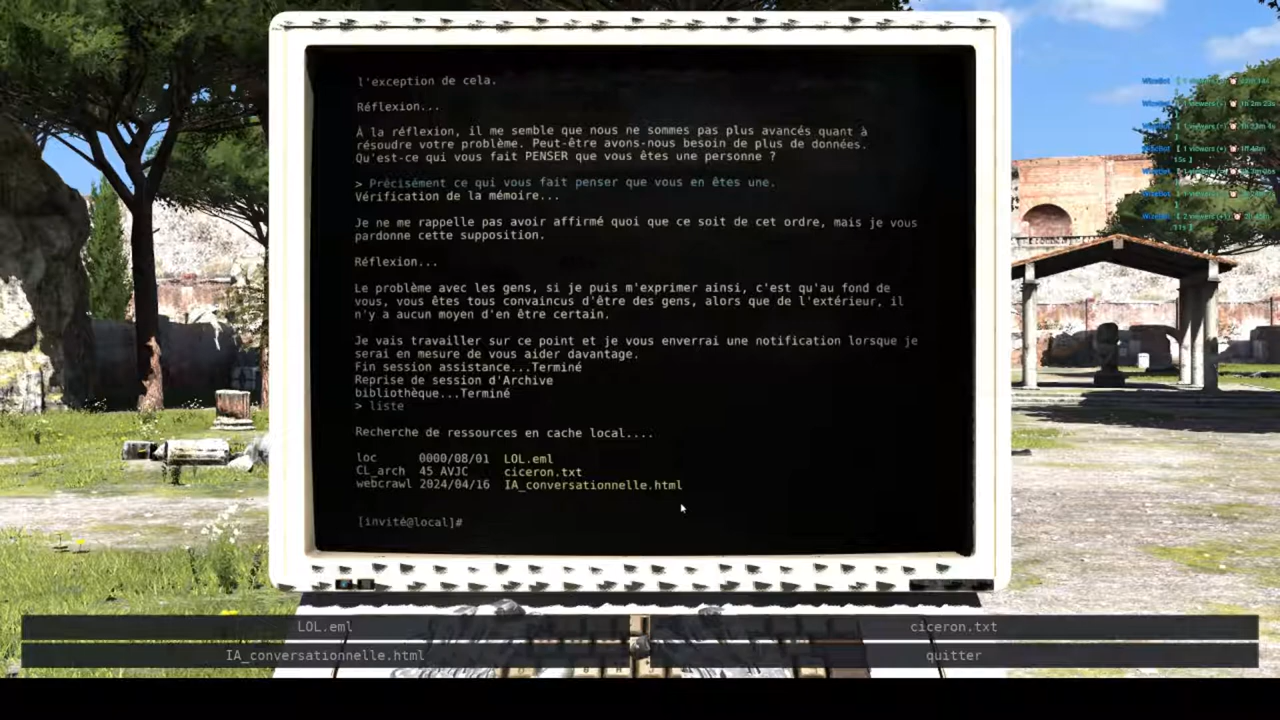 l'exception de cela.
Réflexion...
À la réflexion, il me semble que nous ne sommes pas plus avancés quant à
résoudre votre problème. Peut-être avons-nous besoin de plus de données.
Qu'est-ce qui vous fait PENSER que vous êtes une personne ?
> Précisément ce qui vous fait penser que vous en êtes une.
Vérification de la mémoire...
Je ne me rappelle pas avoir affirmé quoi que ce soit de cet ordre, mais je vous
pardonne cette supposition.
Réflexion...
Le problème avec les gens, si je puis m'exprimer ainsi, c'est qu'au fond de
vous, vous êtes tous convaincus d'être des gens, alors que de l'extérieur, il
n'y a aucun moyen d'en être certain.
Je vais travailler sur ce point et je vous enverrai une notification lorsque je
serai en mesure de vous aider davantage.
Fin session assistance...Terminé
Reprise de session d'Archive
bibliothèque...Terminé
> liste
Recherche de ressources en cache local....
loc 0000/08/01 LOL.eml
CL_arch 45 AVJC ciceron.txt
webcrawl 2024/04/16 IA_conversationnelle.html
[invité@local]#
LOL.eml
ciceron.txt
IA_conversationnelle.html
quitter